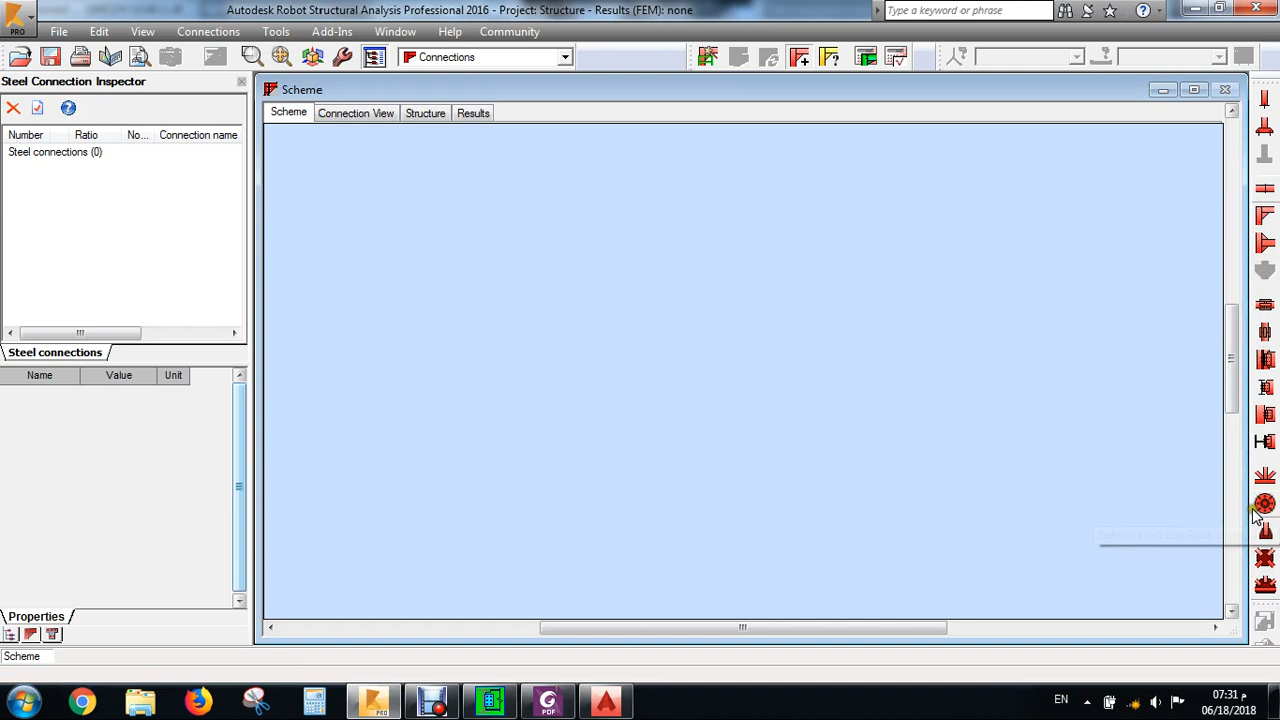 Autodesk Robot Structural Analysis Professional 2016 - Project: Structure - Results (FEM): none
Type a keyword or phrase
PRO
File Edit View Connections Tools Add-Ins Window Help Community
Connections
Steel Connection Inspector
Number Ratio No... Connection name
Steel connections (0)
Steel connections
Name Value Unit
Properties
Scheme
Scheme Connection View Structure Results
Scheme
PRO
PDF
EN
07:31 م
06/18/2018